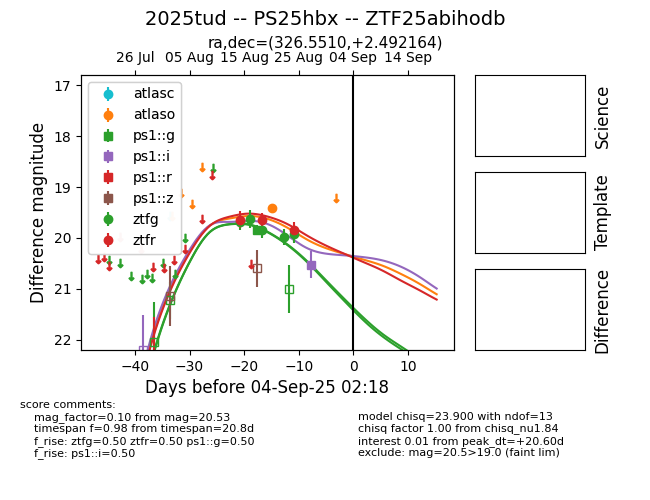 2025tud -- PS25hbx -- ZTF25abihodb
ra,dec=(326.5510,+2.492164)
26 Jul 05 Aug 15 Aug 25 Aug 04 Sep 14 Sep
17
18
19
20
21
22
Difference magnitude
atlasc
atlaso
ps1::g
ps1::i
ps1::r
ps1::z
ztfg
ztfr
−40 −30 −20 −10 0 10
Days before 04-Sep-25 02:18
Science
Template
Difference
score comments:
mag_factor=0.10 from mag=20.53
timespan f=0.98 from timespan=20.8d
f_rise: ztfg=0.50 ztfr=0.50 ps1::g=0.50
f_rise: ps1::i=0.50
model chisq=23.900 with ndof=13
chisq factor 1.00 from chisq_nu1.84
interest 0.01 from peak_dt=+20.60d
exclude: mag=20.5>19.0 (faint lim)